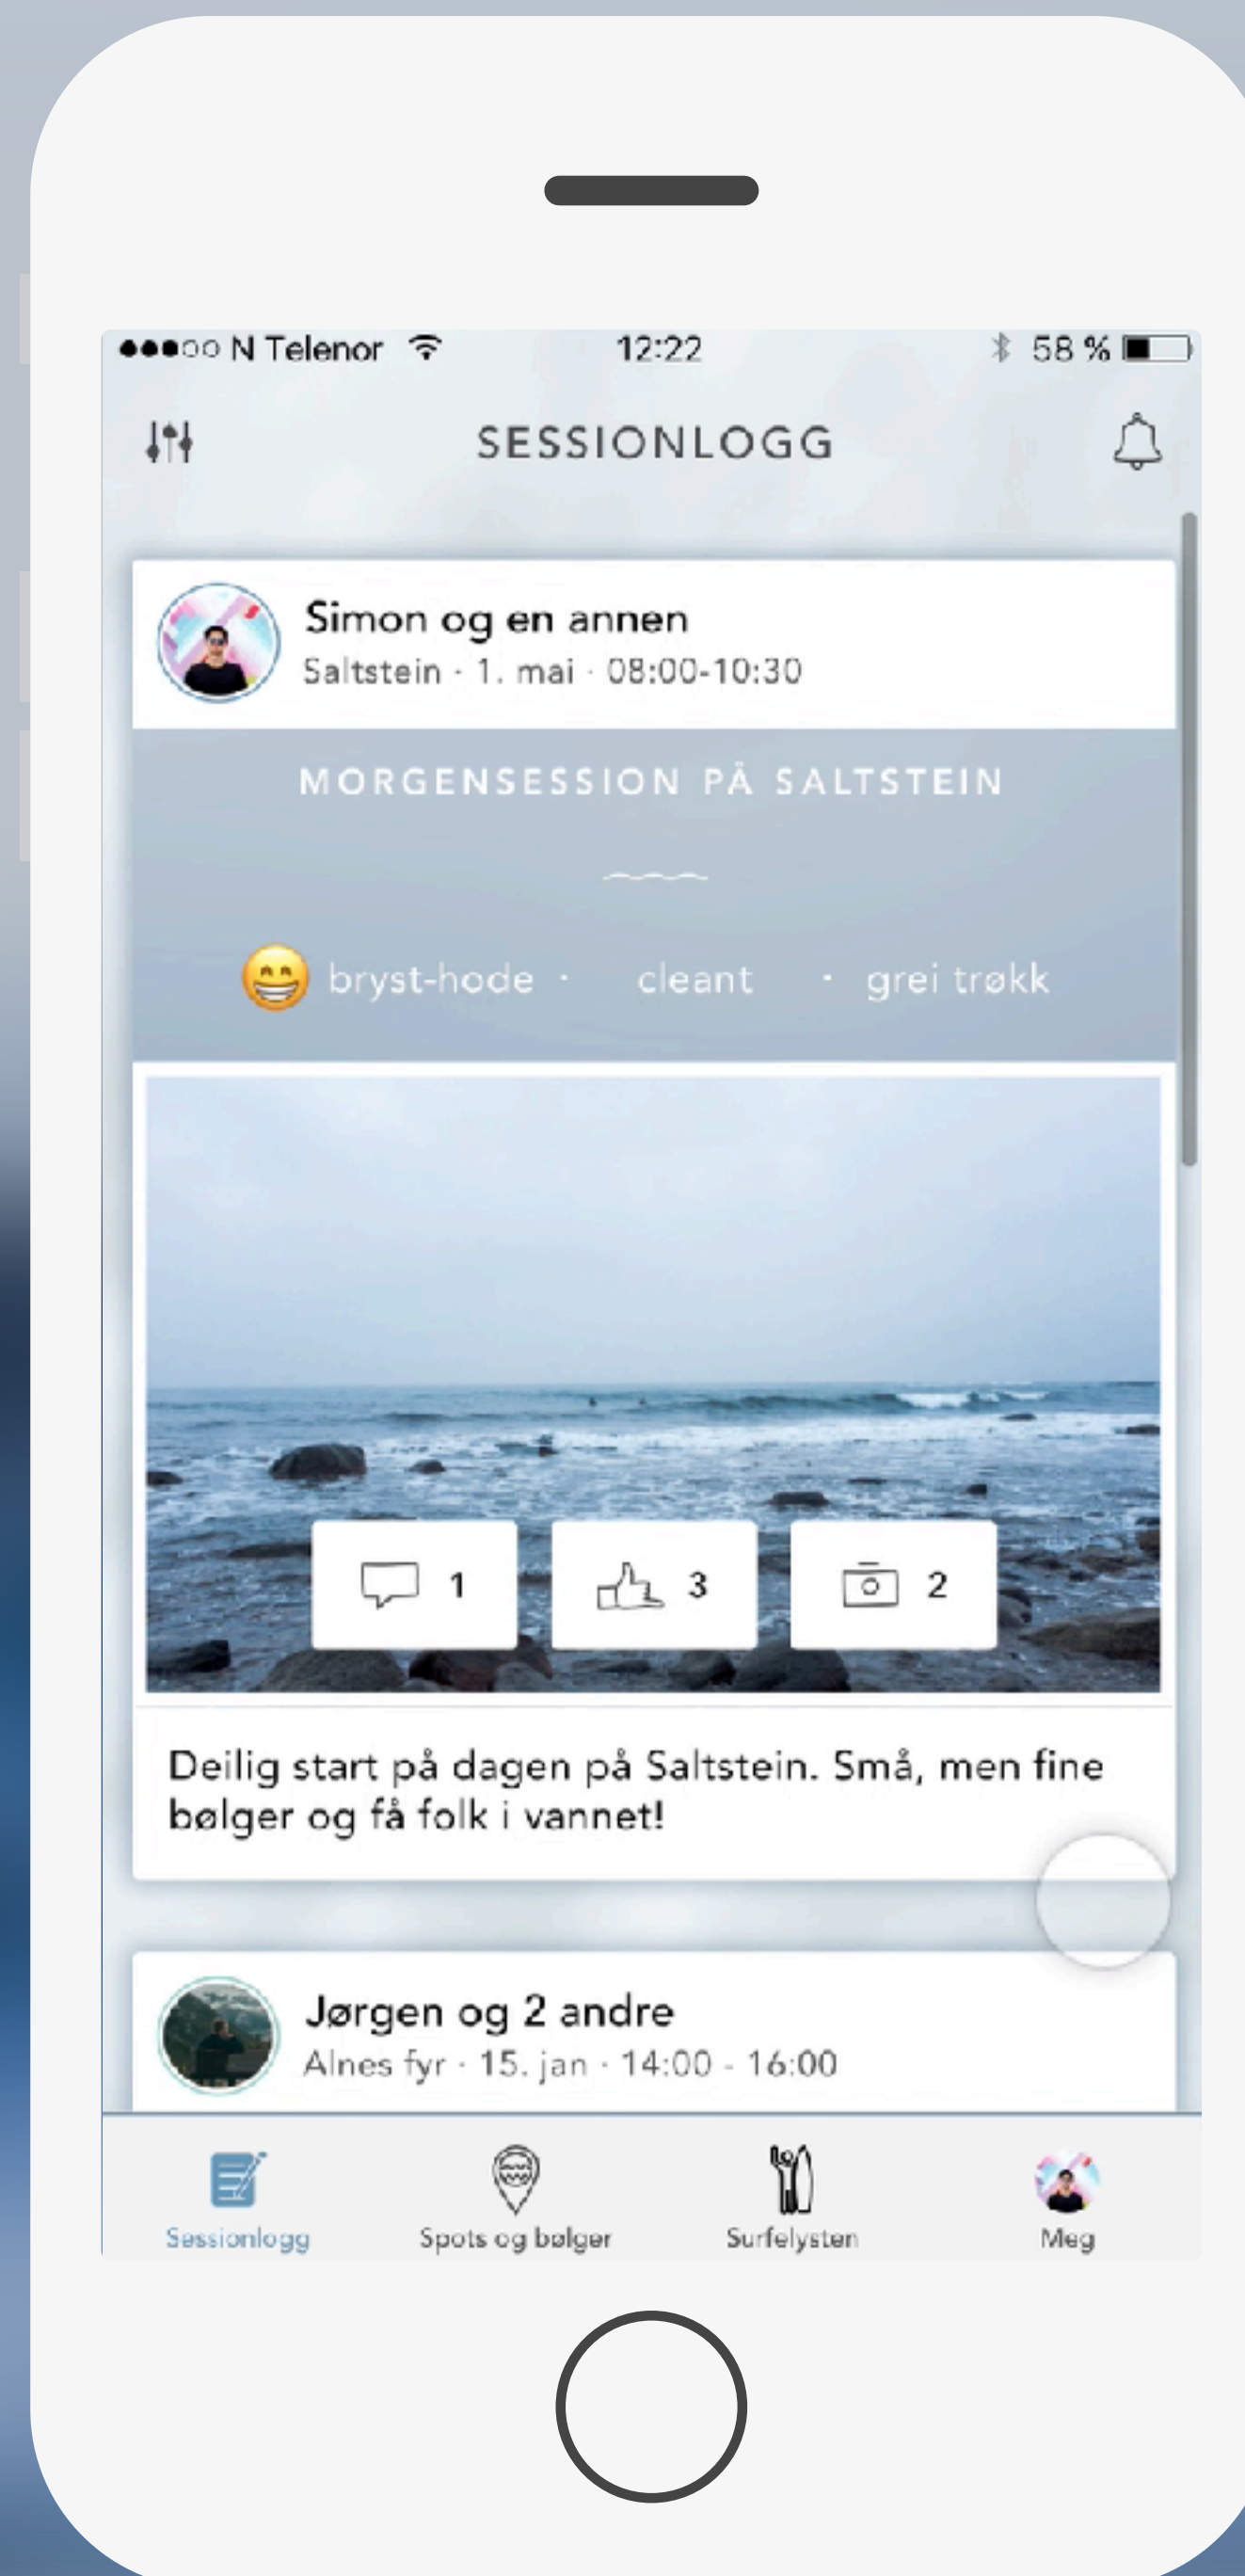 N Telenor 12:22 58 %
SESSIONLOGG
Simon og en annen
Saltstein · 1. mai · 08:00-10:30
MORGENSESSION PÅ SALTSTEIN
bryst-hode · cleant · grei trøkk
1 3 2
Deilig start på dagen på Saltstein. Små, men fine
bølger og få folk i vannet!
Jørgen og 2 andre
Alnes fyr · 15. jan · 14:00 - 16:00
Sessionlogg Spots og bølger Surfelysten Meg